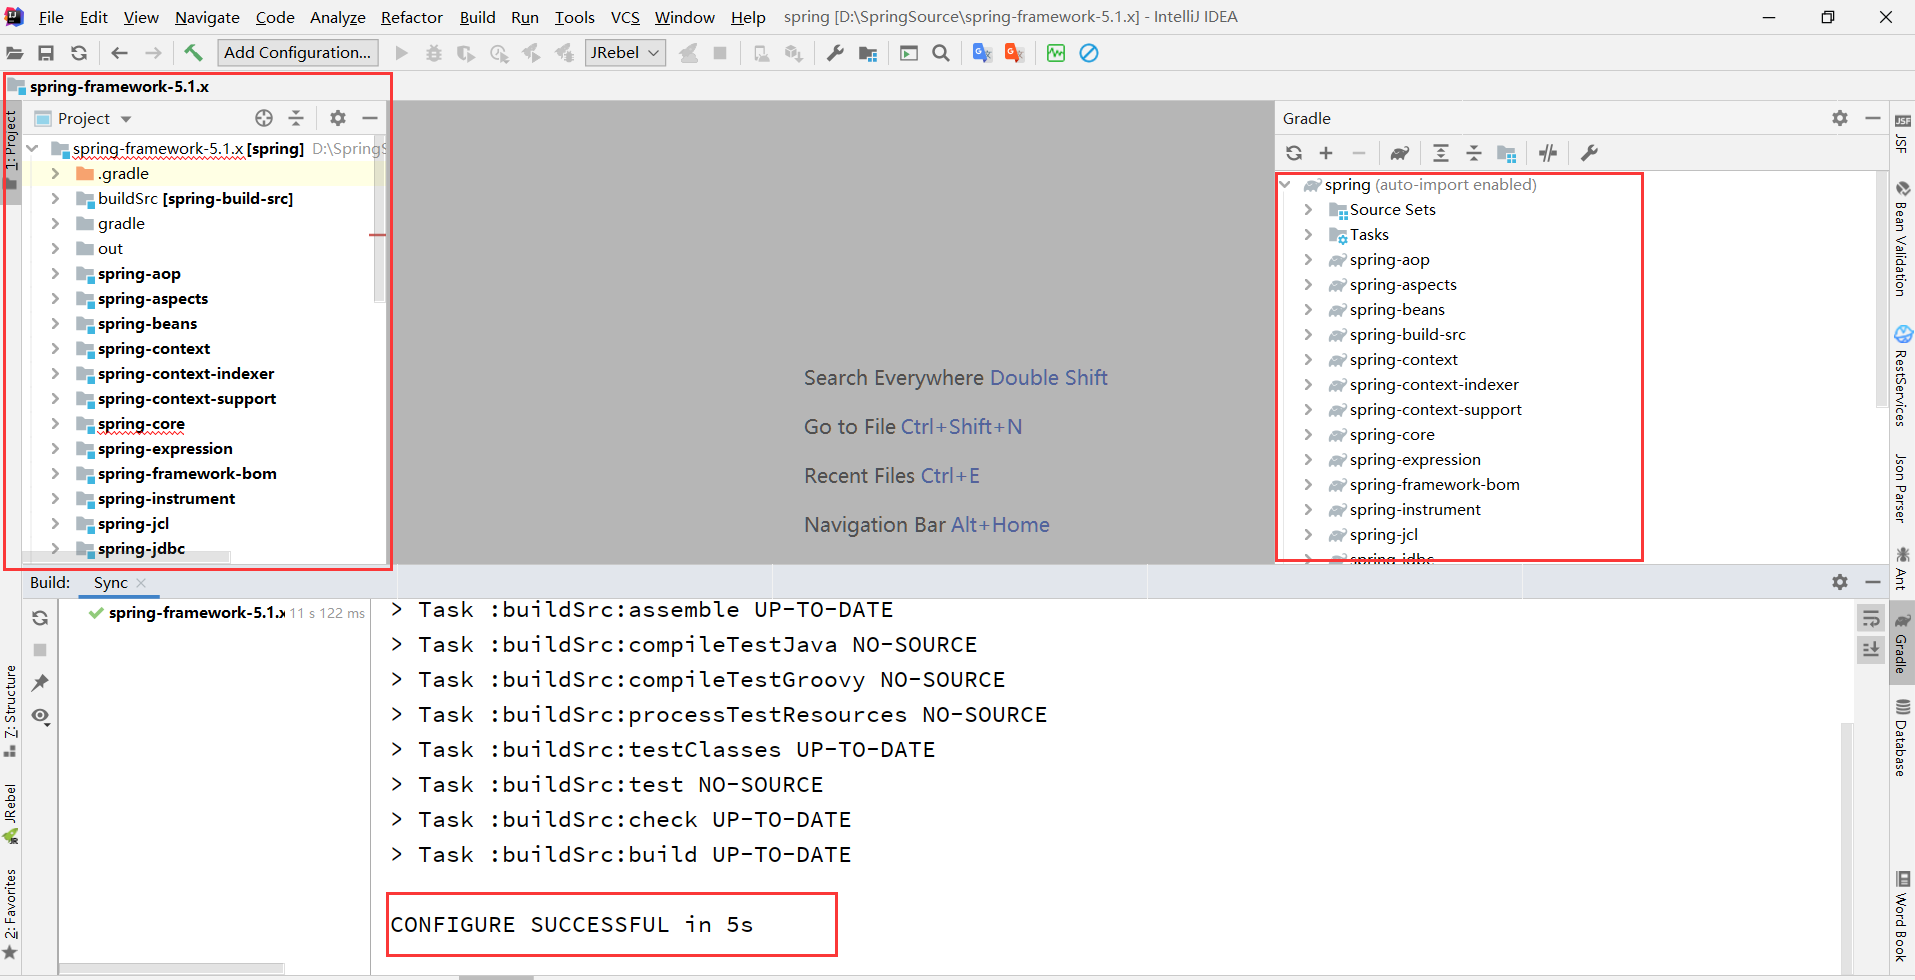 File Edit View Navigate Code Analyze Refactor Build Run Tools VCS Window Help spring [D:\SpringSource\spring-framework-5.1.x] - IntelliJ IDEA
Add Configuration... JRebel
spring-framework-5.1.x
Project
spring-framework-5.1.x [spring] D:\SpringS
.gradle
buildSrc [spring-build-src]
gradle
out
spring-aop
spring-aspects
spring-beans
spring-context
spring-context-indexer
spring-context-support
spring-core
spring-expression
spring-framework-bom
spring-instrument
spring-jcl
spring-jdbc
1: Project
Z: Structure
JRebel
2: Favorites
Search Everywhere Double Shift
Go to File Ctrl+Shift+N
Recent Files Ctrl+E
Navigation Bar Alt+Home
Gradle
spring (auto-import enabled)
Source Sets
Tasks
spring-aop
spring-aspects
spring-beans
spring-build-src
spring-context
spring-context-indexer
spring-context-support
spring-core
spring-expression
spring-framework-bom
spring-instrument
spring-jcl
spring-jdbc
JSF
Bean Validation
RestServices
Json Parser
Ant
Gradle
Database
Word Book
Build: Sync
spring-framework-5.1.x 11 s 122 ms
> Task :buildSrc:assemble UP-TO-DATE
> Task :buildSrc:compileTestJava NO-SOURCE
> Task :buildSrc:compileTestGroovy NO-SOURCE
> Task :buildSrc:processTestResources NO-SOURCE
> Task :buildSrc:testClasses UP-TO-DATE
> Task :buildSrc:test NO-SOURCE
> Task :buildSrc:check UP-TO-DATE
> Task :buildSrc:build UP-TO-DATE
CONFIGURE SUCCESSFUL in 5s